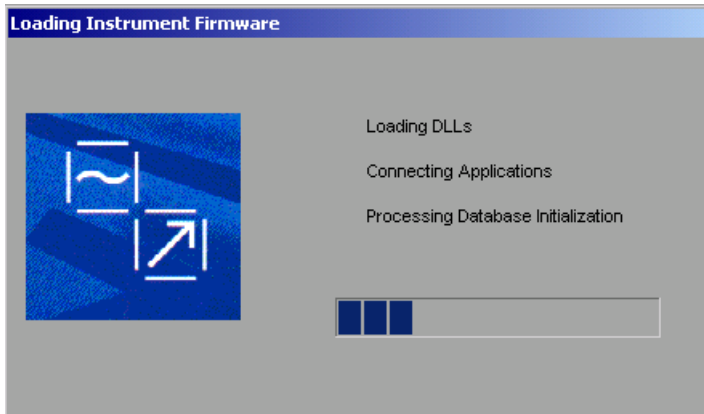 Loading Instrument Firmware
Loading DLLs
Connecting Applications
Processing Database Initialization